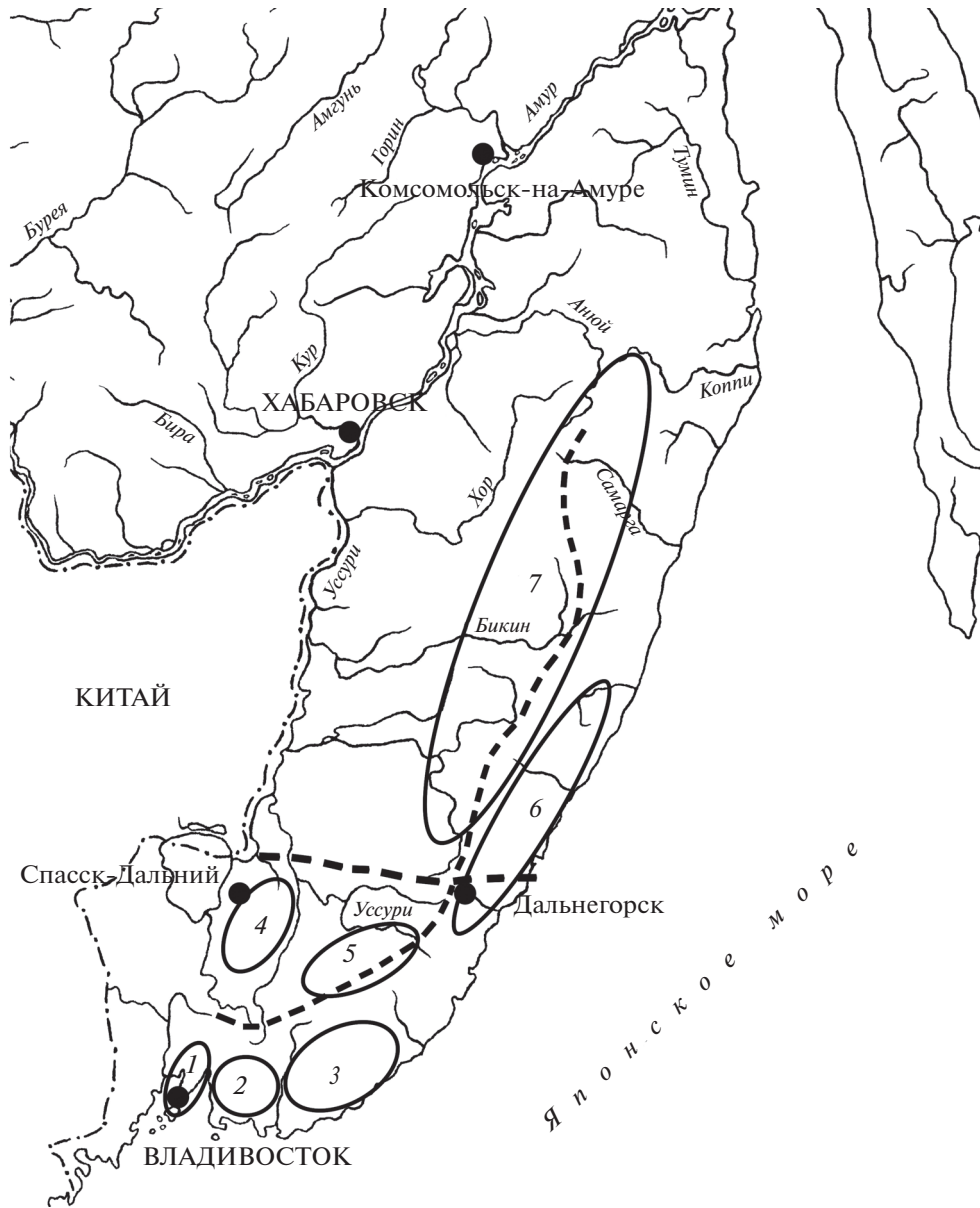 Амгунь
Горин
Амур
Комсомольск-на-Амуре
Тумин
Бурея
Анюй
Кур
Коппи
ХАБАРОВСК
Бира
Хор
Самарга
Уссури
7
Бикин
КИТАЙ
6
Спасск-Дальний
Уссури
Дальнегорск
4
5
Японское море
1
2
3
ВЛАДИВОСТОК